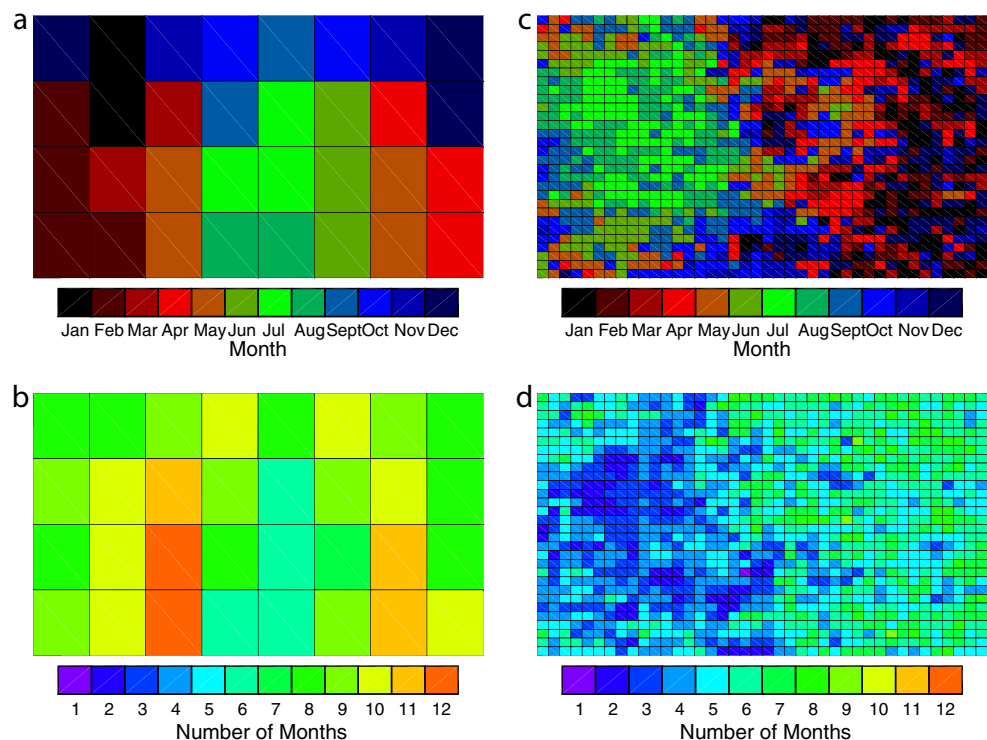 a
c
Jan Feb Mar Apr May Jun Jul Aug Sept Oct Nov Dec
Month
Jan Feb Mar Apr May Jun Jul Aug Sept Oct Nov Dec
Month
b
d
1 2 3 4 5 6 7 8 9 10 11 12
Number of Months
1 2 3 4 5 6 7 8 9 10 11 12
Number of Months